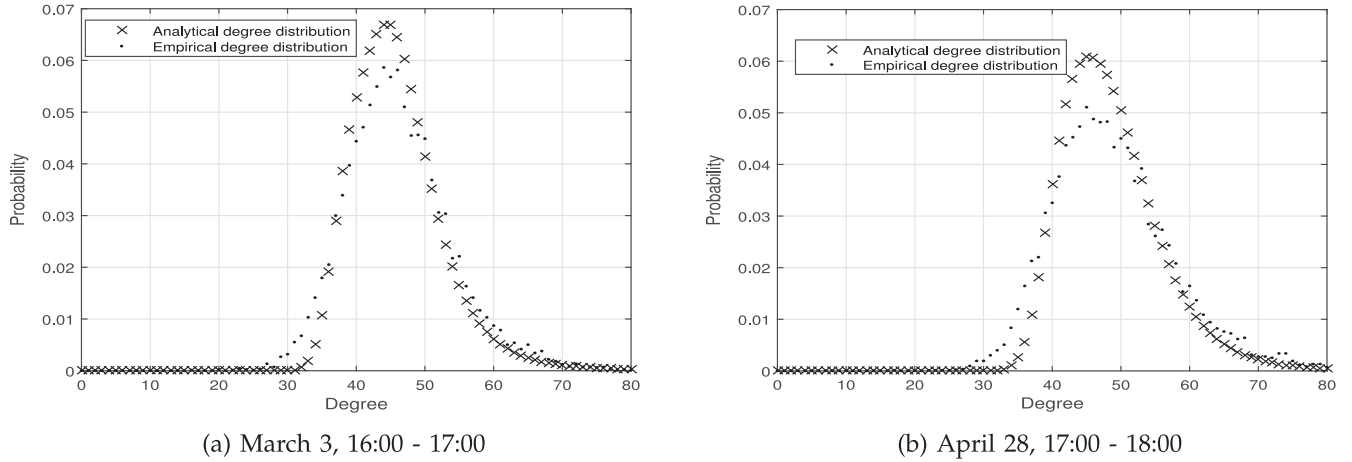 0.07
0.06
0.05
0.04
0.03
0.02
0.01
0
Probability
Analytical degree distribution
Empirical degree distribution
0 10 20 30 40 50 60 70 80
Degree
(a) March 3, 16:00 - 17:00
0.07
0.06
0.05
0.04
0.03
0.02
0.01
0
Probability
Analytical degree distribution
Empirical degree distribution
0 10 20 30 40 50 60 70 80
Degree
(b) April 28, 17:00 - 18:00